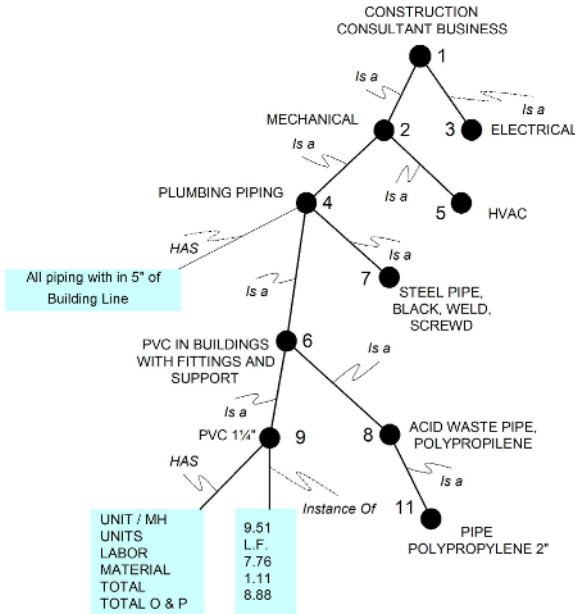 CONSTRUCTION
CONSULTANT BUSINESS
1
Is a
Is a
MECHANICAL
2
3
ELECTRICAL
Is a
Is a
PLUMBING PIPING
4
5
HVAC
HAS
Is a
All piping with in 5" of
Building Line
Is a
7
STEEL PIPE,
BLACK, WELD,
SCREWD
6
PVC IN BUILDINGS
WITH FITTINGS AND
SUPPORT
Is a
Is a
PVC 1¼"
9
8
ACID WASTE PIPE,
POLYPROPILENE
HAS
Is a
Instance Of
11
PIPE
POLYPROPYLENE 2"
UNIT / MH
UNITS
LABOR
MATERIAL
TOTAL
TOTAL O & P
9.51
L.F.
7.76
1.11
8.88